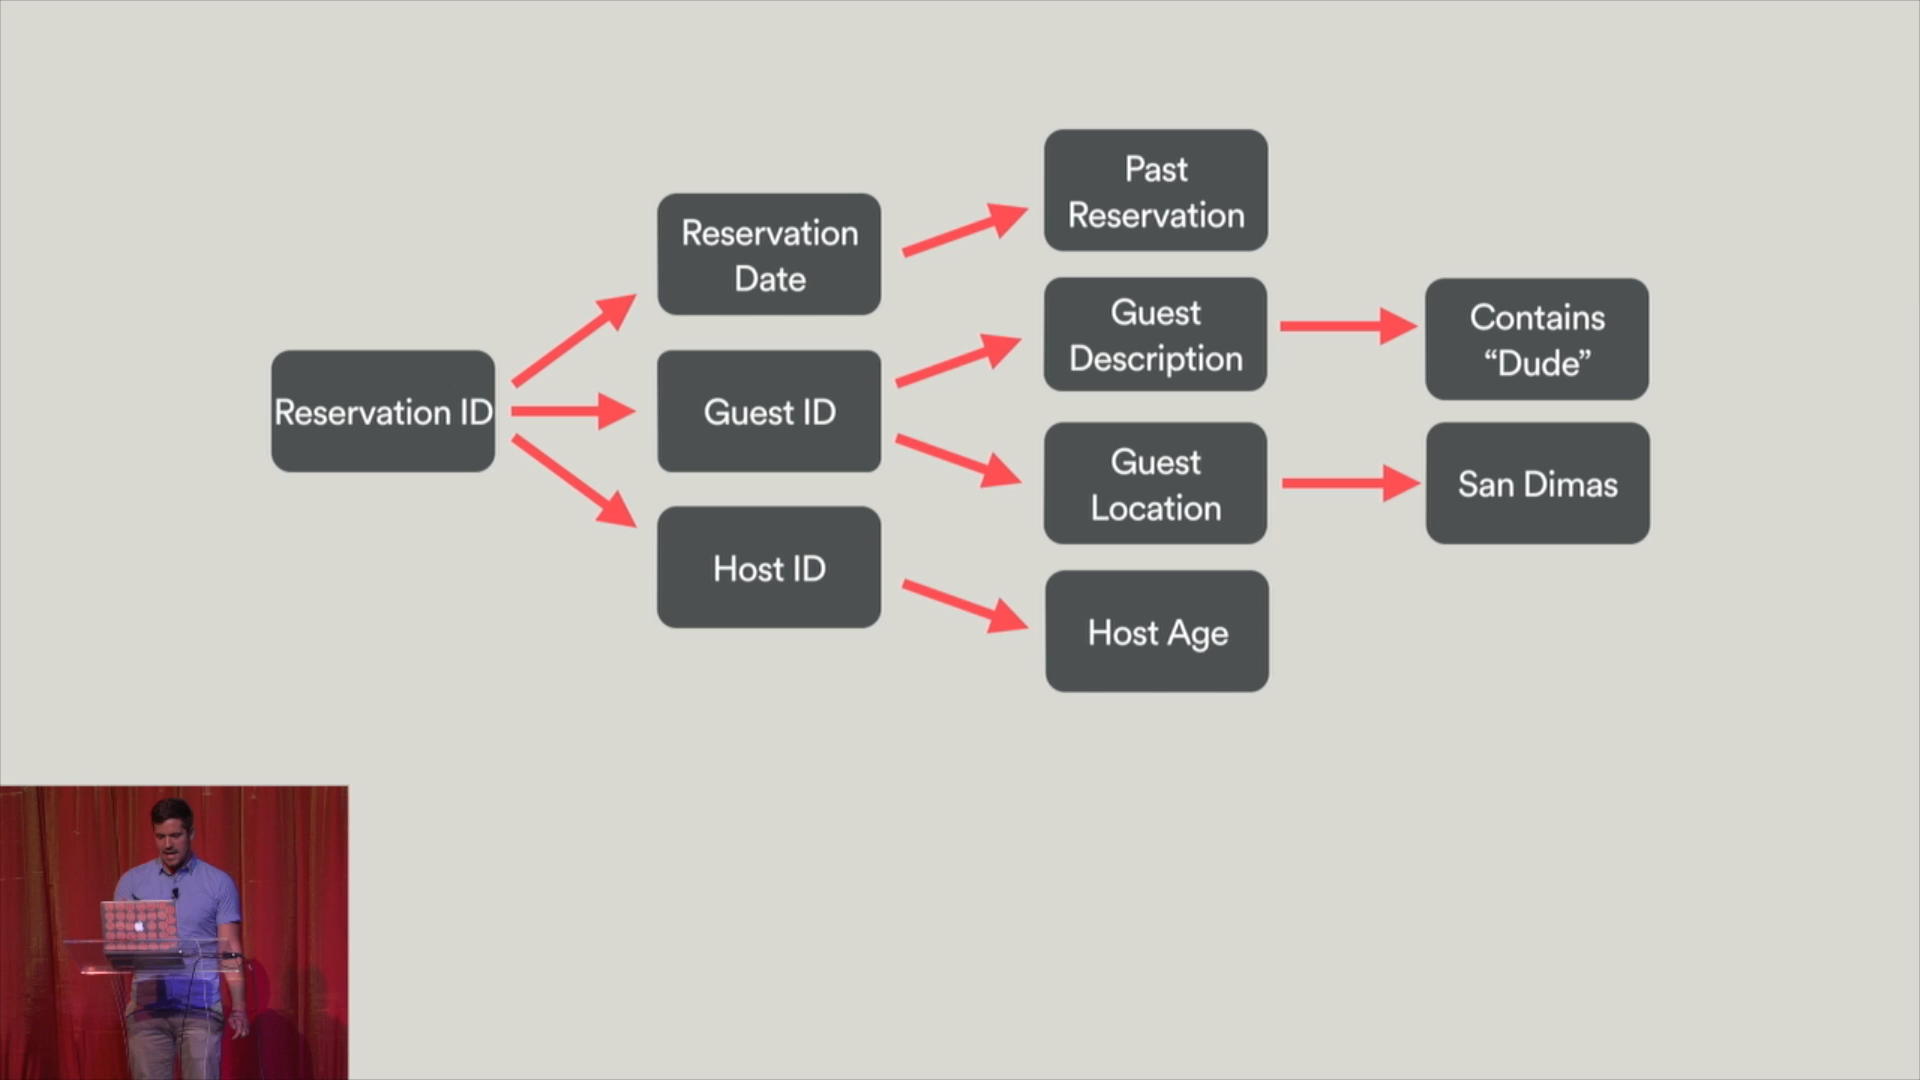 Reservation ID
Reservation
Date
Guest ID
Host ID
Past
Reservation
Guest
Description
Guest
Location
Host Age
Contains
“Dude”
San Dimas